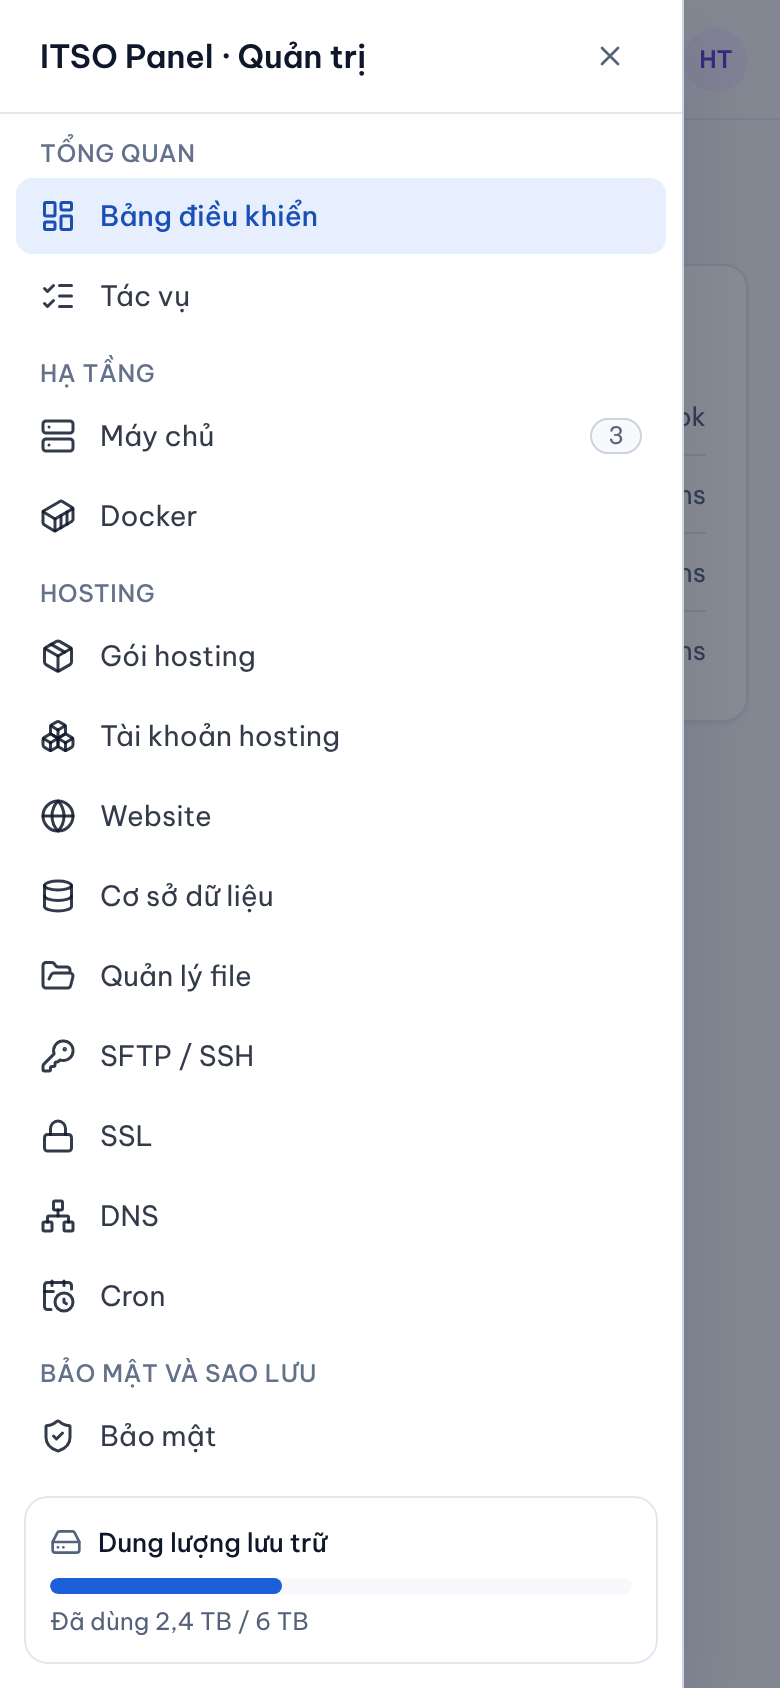 ITSO Panel · Quản trị
HT
TỔNG QUAN
Bảng điều khiển
Tác vụ
HẠ TẦNG
Máy chủ
3
Docker
HOSTING
Gói hosting
Tài khoản hosting
Website
Cơ sở dữ liệu
Quản lý file
SFTP / SSH
SSL
DNS
Cron
BẢO MẬT VÀ SAO LƯU
Bảo mật
Dung lượng lưu trữ
Đã dùng 2,4 TB / 6 TB